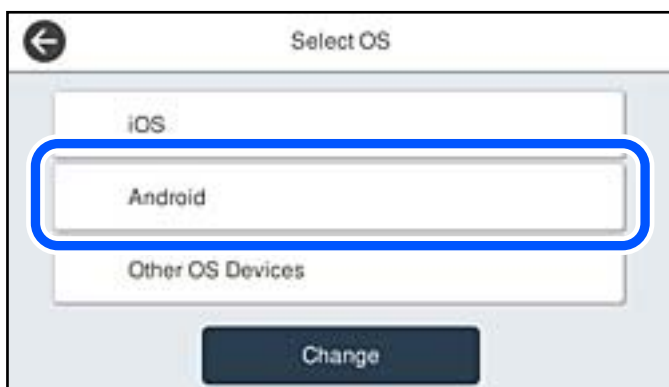 Select OS
iOS
Android
Other OS Devices
Change